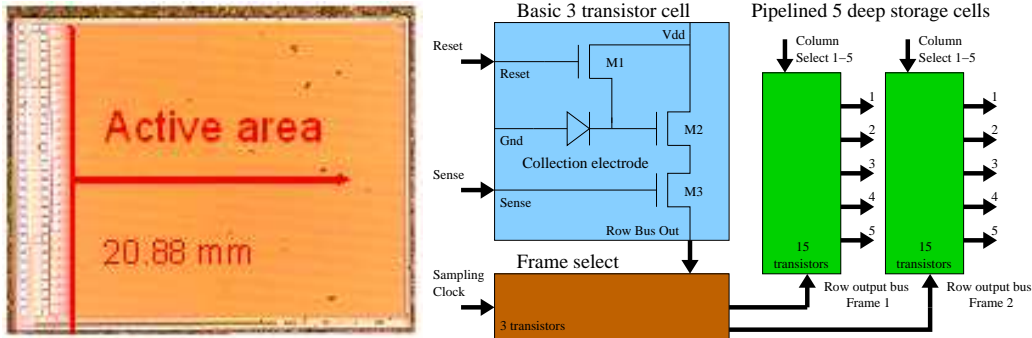 Active area
20.88 mm
Basic 3 transistor cell
Reset
Reset
Vdd
M1
Gnd
M2
Collection electrode
Sense
Sense
M3
Row Bus Out
Frame select
Sampling
Clock
3 transistors
Pipelined 5 deep storage cells
Column
Select 1–5
1
2
3
4
5
15
transistors
Row output bus
Frame 1
Column
Select 1–5
1
2
3
4
5
15
transistors
Row output bus
Frame 2